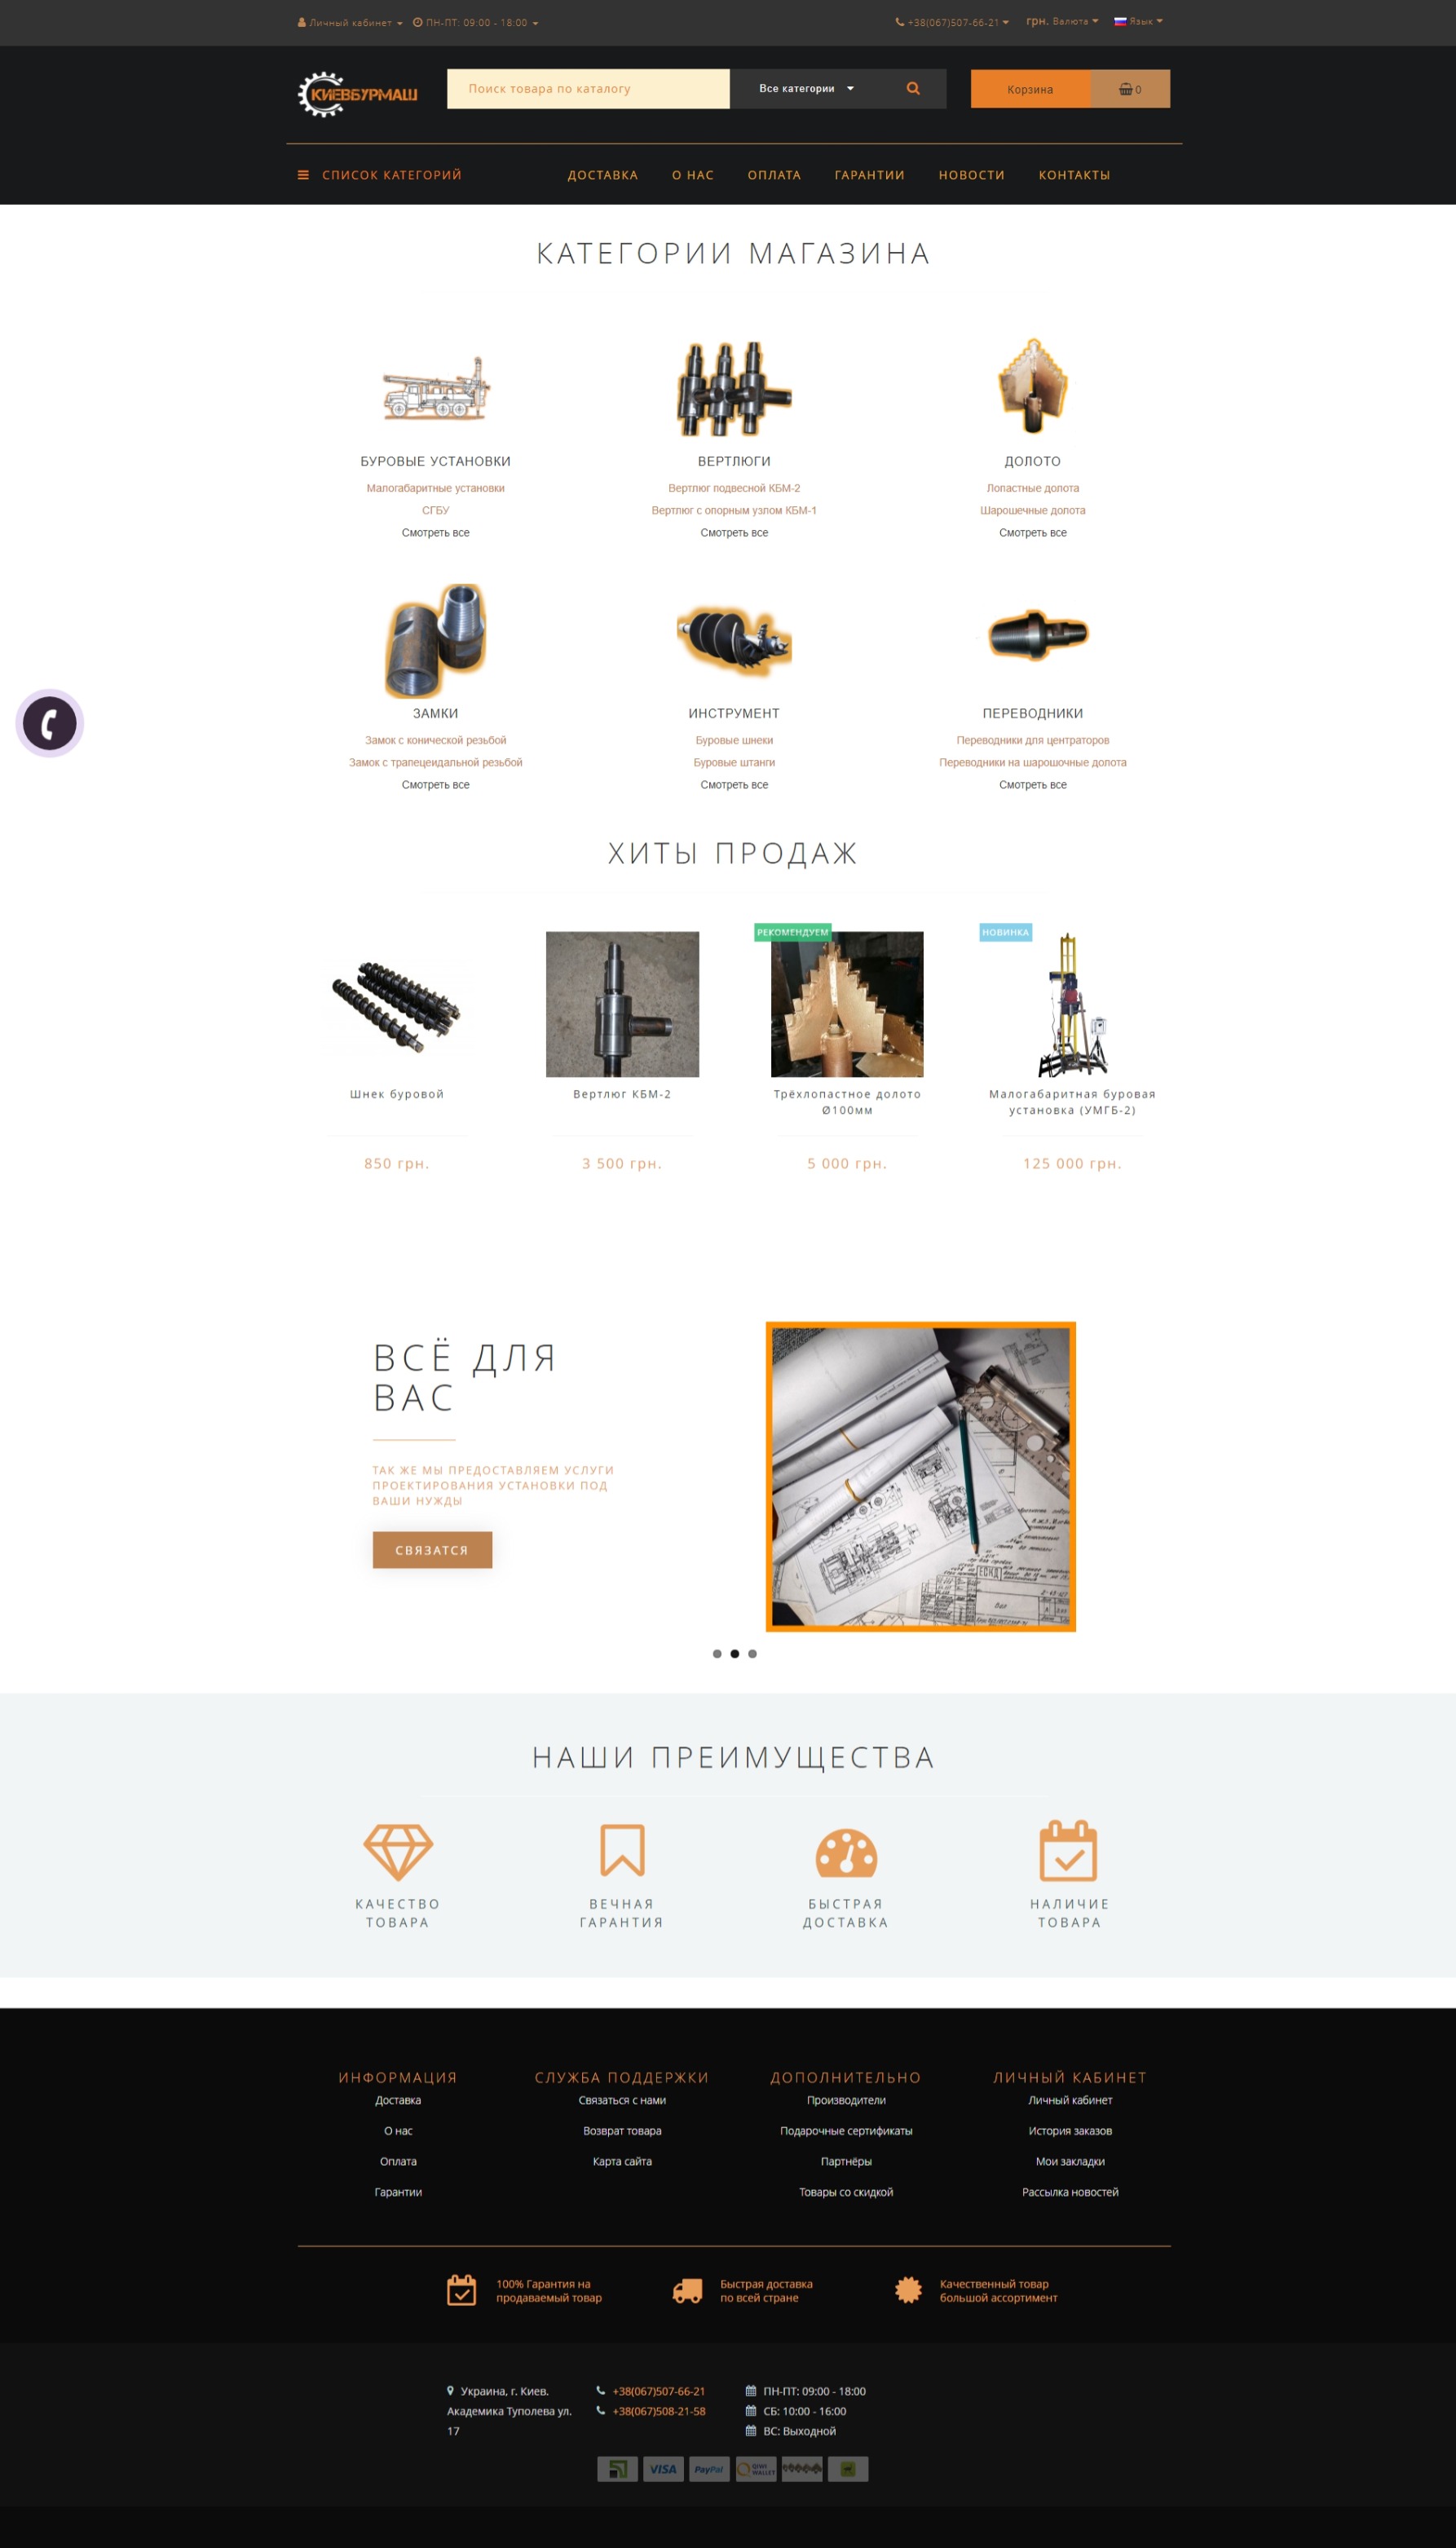 Личный кабинет ПН-ПТ: 09:00 - 18:00 +38(067)507-66-21 грн. Валюта Язык
КИЕВБУРМАШ
Поиск товара по каталогу Все категории Корзина 0
СПИСОК КАТЕГОРИЙ ДОСТАВКА О НАС ОПЛАТА ГАРАНТИИ НОВОСТИ КОНТАКТЫ
КАТЕГОРИИ МАГАЗИНА
БУРОВЫЕ УСТАНОВКИ
Малогабаритные установки
СГБУ
Смотреть все
ВЕРТЛЮГИ
Вертлюг подвесной КБМ-2
Вертлюг с опорным узлом КБМ-1
Смотреть все
ДОЛОТО
Лопастные долота
Шарошечные долота
Смотреть все
ЗАМКИ
Замок с конической резьбой
Замок с трапецеидальной резьбой
Смотреть все
ИНСТРУМЕНТ
Буровые шнеки
Буровые штанги
Смотреть все
ПЕРЕВОДНИКИ
Переводники для центраторов
Переводники на шарошочные долота
Смотреть все
ХИТЫ ПРОДАЖ
Шнек буровой
850 грн.
Вертлюг КБМ-2
3 500 грн.
РЕКОМЕНДУЕМ
Трёхлопастное долото
Ø100мм
5 000 грн.
НОВИНКА
Малогабаритная буровая
установка (УМГБ-2)
125 000 грн.
ВСЁ ДЛЯ
ВАС
ТАК ЖЕ МЫ ПРЕДОСТАВЛЯЕМ УСЛУГИ
ПРОЕКТИРОВАНИЯ УСТАНОВКИ ПОД
ВАШИ НУЖДЫ
СВЯЗАТСЯ
ЕСКД
НАШИ ПРЕИМУЩЕСТВА
КАЧЕСТВО
ТОВАРА
ВЕЧНАЯ
ГАРАНТИЯ
БЫСТРАЯ
ДОСТАВКА
НАЛИЧИЕ
ТОВАРА
ИНФОРМАЦИЯ
Доставка
О нас
Оплата
Гарантии
СЛУЖБА ПОДДЕРЖКИ
Связаться с нами
Возврат товара
Карта сайта
ДОПОЛНИТЕЛЬНО
Производители
Подарочные сертификаты
Партнёры
Товары со скидкой
ЛИЧНЫЙ КАБИНЕТ
Личный кабинет
История заказов
Мои закладки
Рассылка новостей
100% Гарантия на
продаваемый товар
Быстрая доставка
по всей стране
Качественный товар
большой ассортимент
Украина, г. Киев.
Академика Туполева ул.
17
+38(067)507-66-21
+38(067)508-21-58
ПН-ПТ: 09:00 - 18:00
СБ: 10:00 - 16:00
ВС: Выходной
VISA PayPal QIWI
WALLET